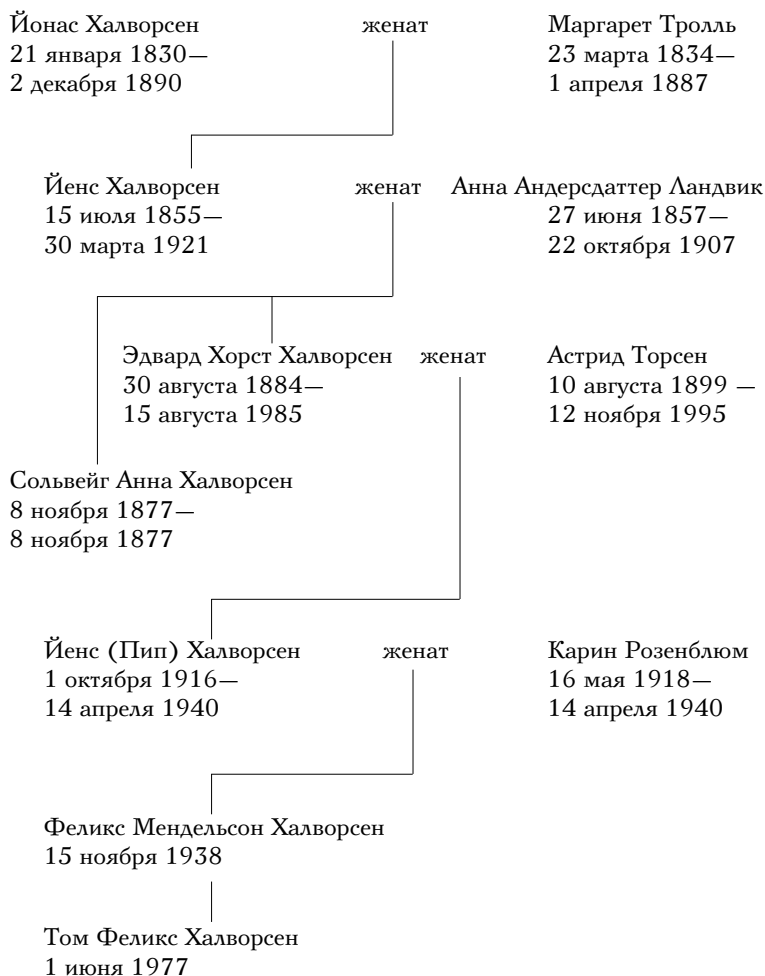 Йонас Халворсен женат Маргарет Тролль
21 января 1830— 23 марта 1834—
2 декабря 1890 1 апреля 1887
Йенс Халворсен женат Анна Андерсдаттер Ландвик
15 июля 1855— 27 июня 1857—
30 марта 1921 22 октября 1907
Эдвард Хорст Халворсен женат Астрид Торсен
30 августа 1884— 10 августа 1899 —
15 августа 1985 12 ноября 1995
Сольвейг Анна Халворсен
8 ноября 1877—
8 ноября 1877
Йенс (Пип) Халворсен женат Карин Розенблюм
1 октября 1916— 16 мая 1918—
14 апреля 1940 14 апреля 1940
Феликс Мендельсон Халворсен
15 ноября 1938
Том Феликс Халворсен
1 июня 1977